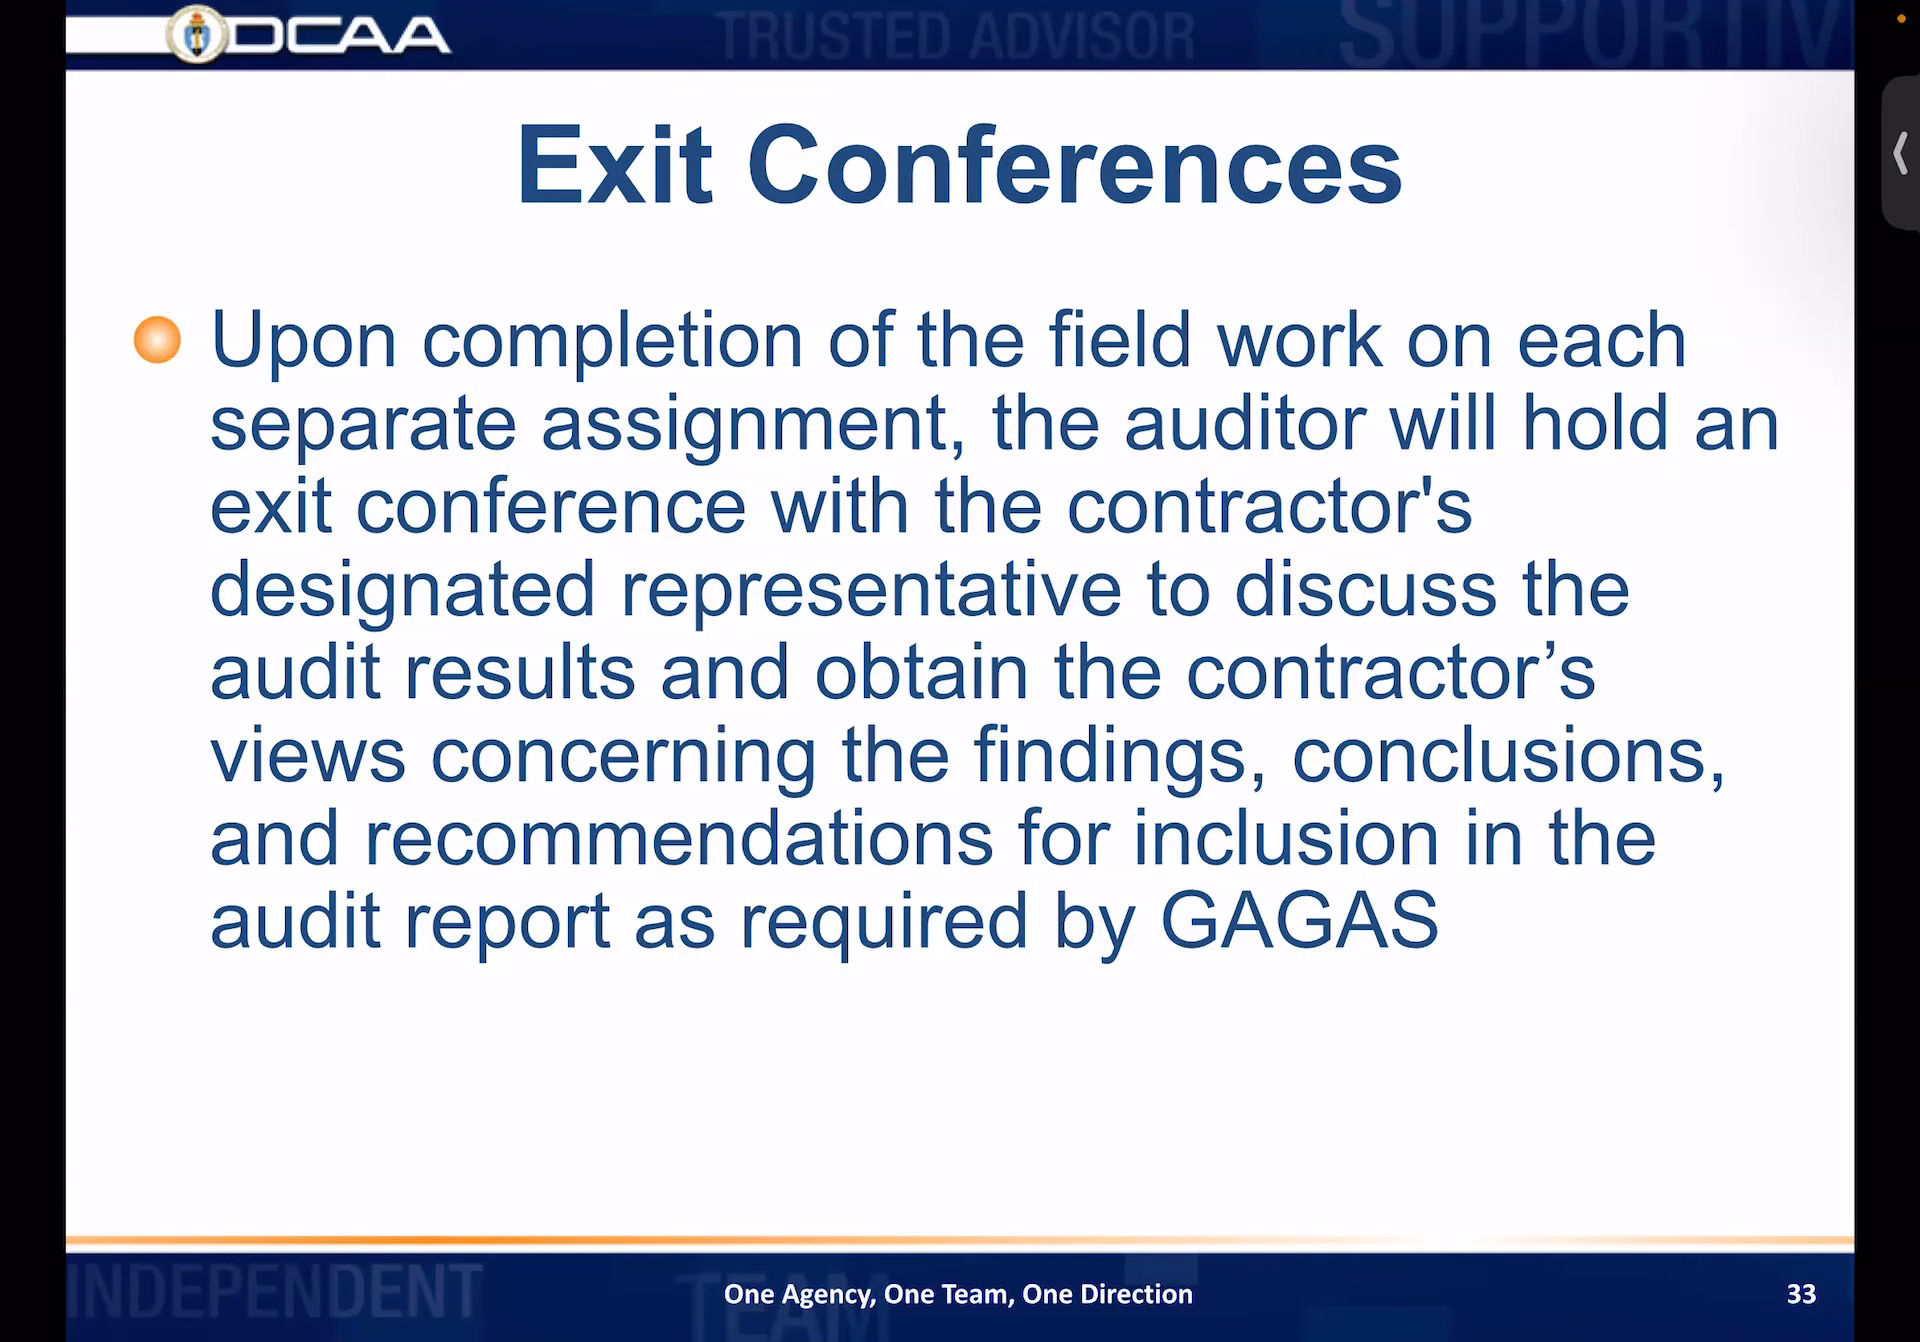 DCAA
TRUSTED ADVISOR
SUPPORTIV
Exit Conferences
Upon completion of the field work on each
separate assignment, the auditor will hold an
exit conference with the contractor's
designated representative to discuss the
audit results and obtain the contractor’s
views concerning the findings, conclusions,
and recommendations for inclusion in the
audit report as required by GAGAS
INDEPENDENT
TEAM
One Agency, One Team, One Direction
33